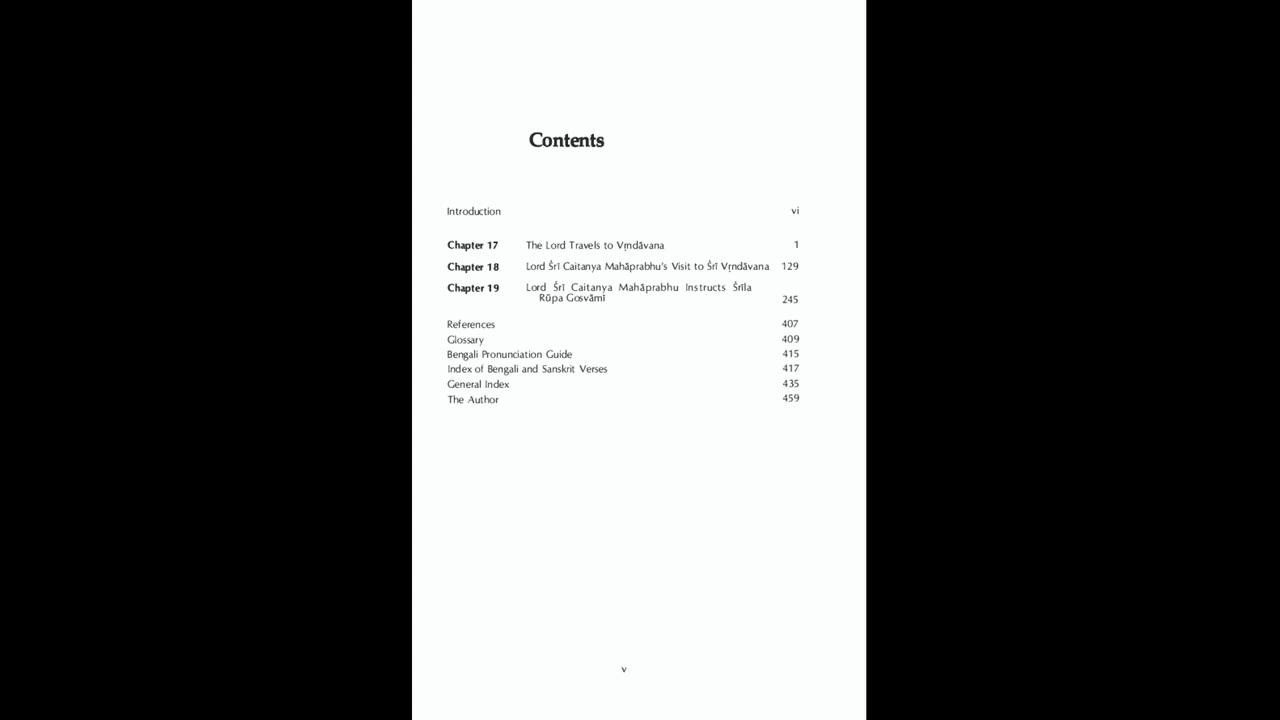 Contents
Introduction vi
Chapter 17 The Lord Travels to Vṛndāvana 1
Chapter 18 Lord Śrī Caitanya Mahāprabhu's Visit to Śrī Vṛndāvana 129
Chapter 19 Lord Śrī Caitanya Mahāprabhu Instructs Śrīla
Rūpa Gosvāmī 245
References 407
Glossary 409
Bengali Pronunciation Guide 415
Index of Bengali and Sanskrit Verses 417
General Index 435
The Author 459
v